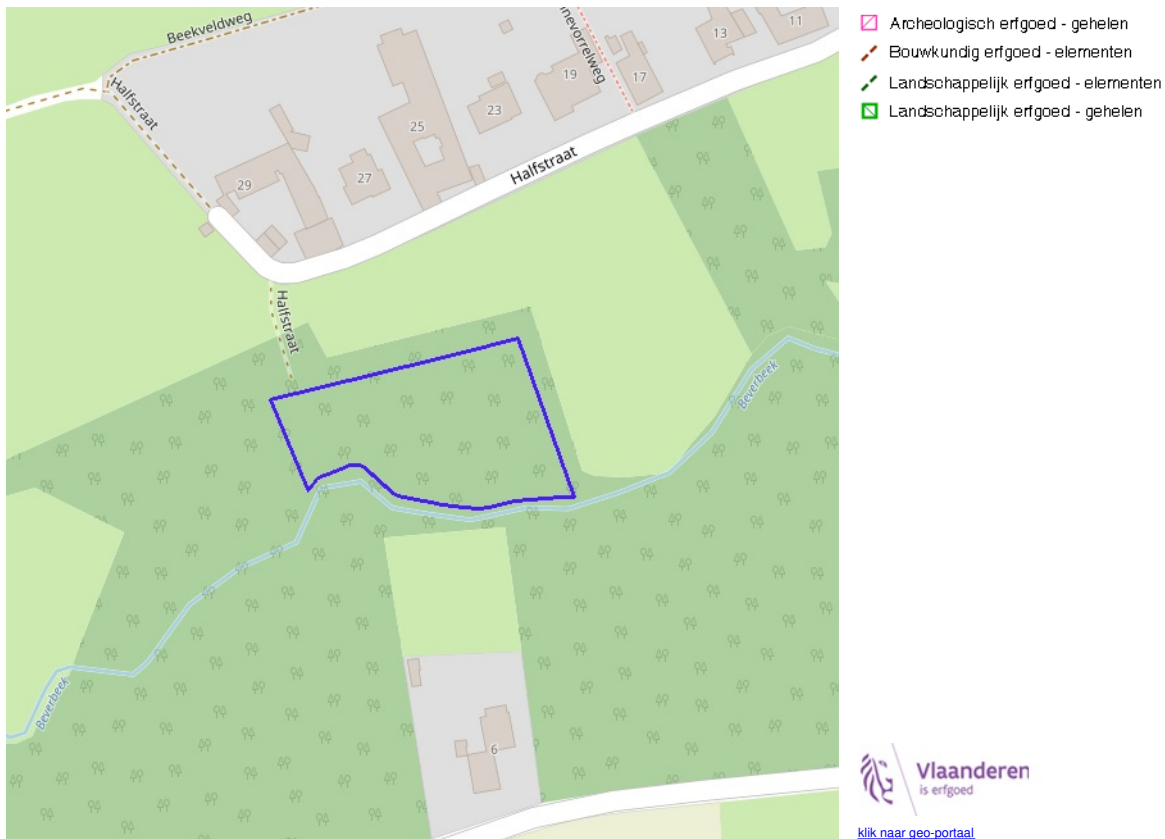 Beekveldweg
Halfstraat
nnevorrelweg
11
13
17
19
23
25
27
29
Halfstraat
Halfstraat
Beverbeek
Beverbeek
6
Archeologisch erfgoed - gehelen
Bouwkundig erfgoed - elementen
Landschappelijk erfgoed - elementen
Landschappelijk erfgoed - gehelen
Vlaanderen
is erfgoed
klik naar geo-portaal